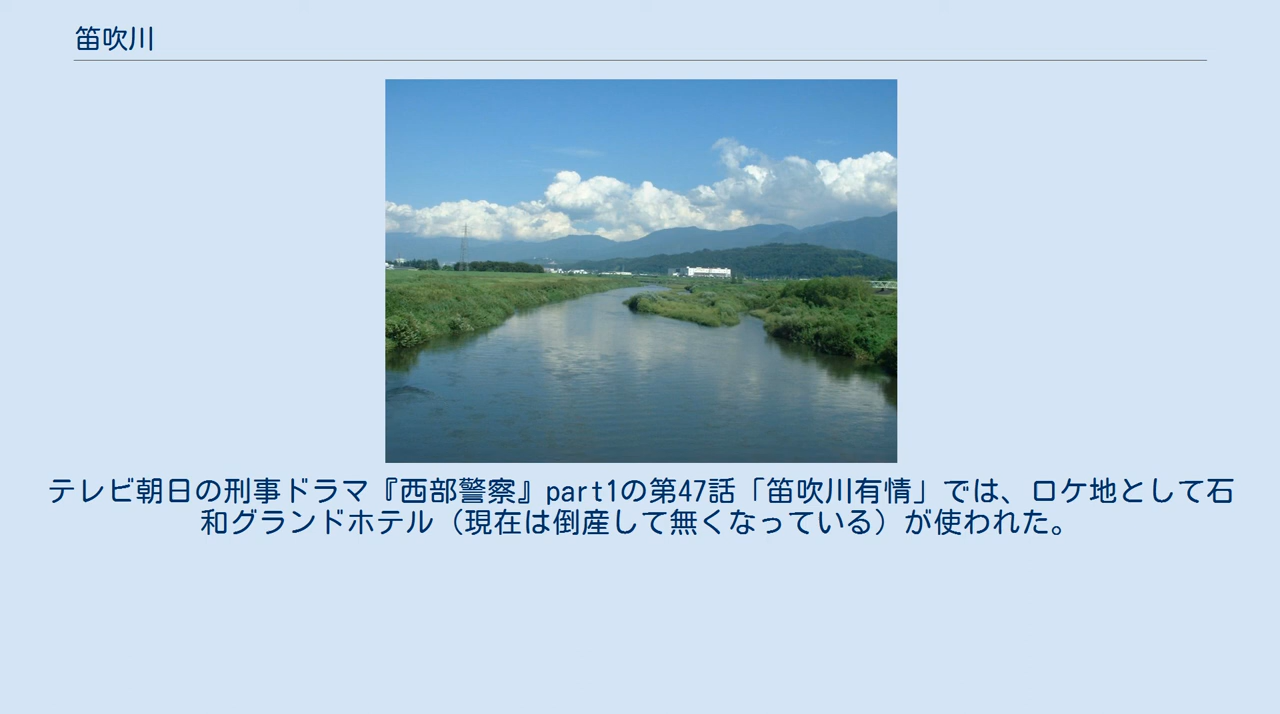 笛吹川
テレビ朝日の刑事ドラマ『西部警察』part1の第47話「笛吹川有情」では、ロケ地として石
和グランドホテル（現在は倒産して無くなっている）が使われた。